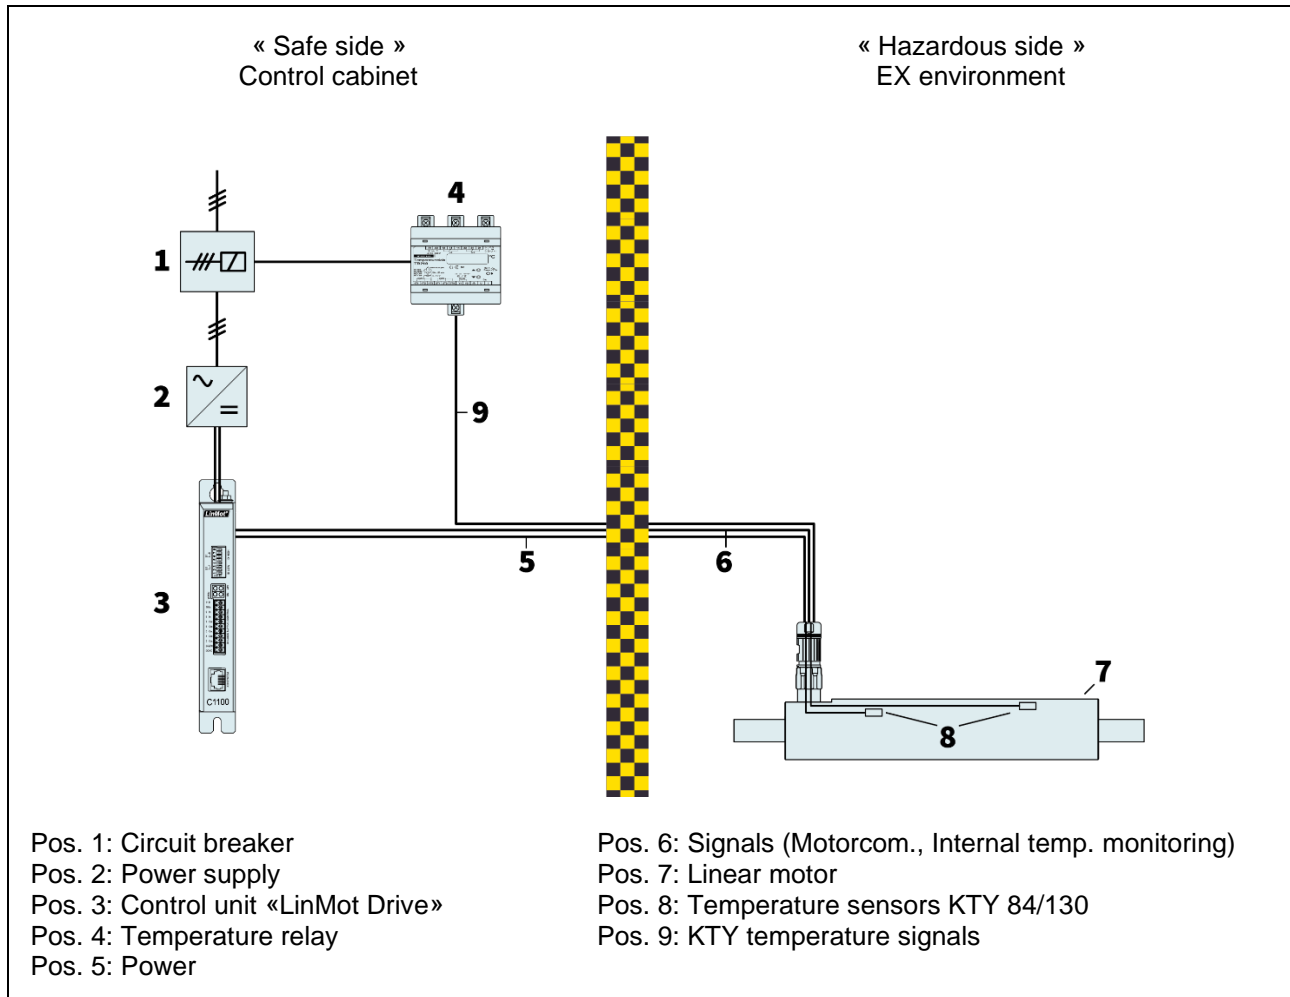 « Safe side »
Control cabinet
« Hazardous side »
EX environment
4
1
2
9
5
6
3
LinMot
C1100
7
8
Pos. 1: Circuit breaker
Pos. 2: Power supply
Pos. 3: Control unit «LinMot Drive»
Pos. 4: Temperature relay
Pos. 5: Power
Pos. 6: Signals (Motorcom., Internal temp. monitoring)
Pos. 7: Linear motor
Pos. 8: Temperature sensors KTY 84/130
Pos. 9: KTY temperature signals